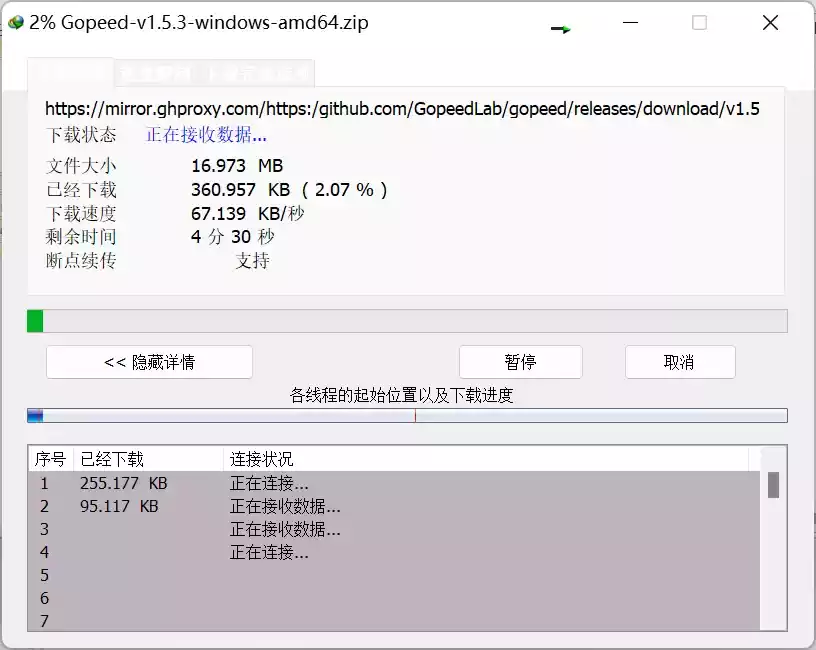 2% Gopeed-v1.5.3-windows-amd64.zip
https://mirror.ghproxy.com/https:/github.com/GopeedLab/gopeed/releases/download/v1.5
下载状态 正在接收数据...
文件大小 16.973 MB
已经下载 360.957 KB ( 2.07 % )
下载速度 67.139 KB/秒
剩余时间 4 分 30 秒
断点续传 支持
<< 隐藏详情 暂停 取消
各线程的起始位置以及下载进度
序号 已经下载 连接状况
1 255.177 KB 正在连接...
2 95.117 KB 正在接收数据...
3 正在接收数据...
4 正在连接...
5
6
7